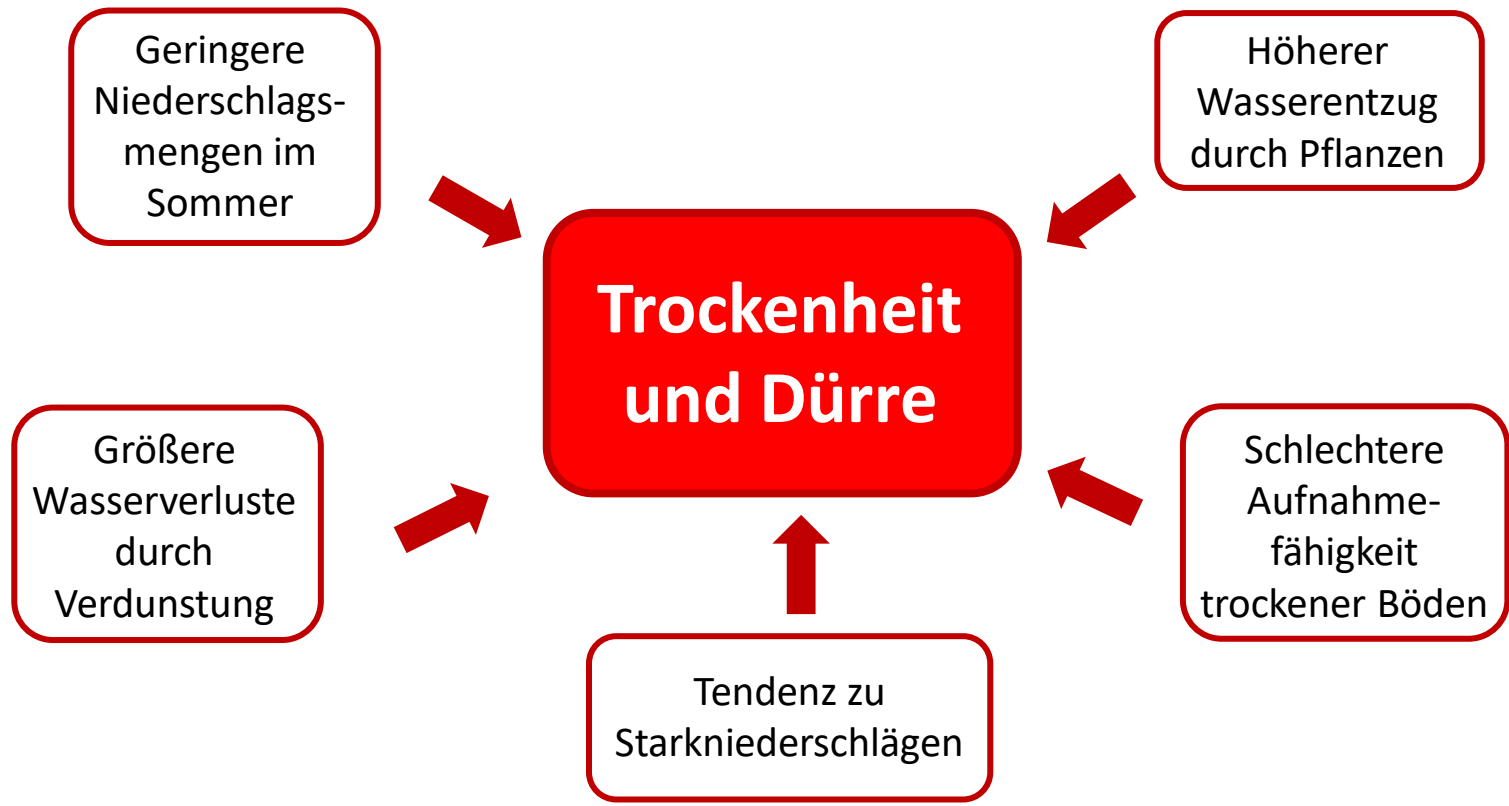 Geringere
Niederschlags-
mengen im
Sommer
Höherer
Wasserentzug
durch Pflanzen
Trockenheit
und Dürre
Größere
Wasserverluste
durch
Verdunstung
Schlechtere
Aufnahme-
fähigkeit
trockener Böden
Tendenz zu
Starkniederschlägen